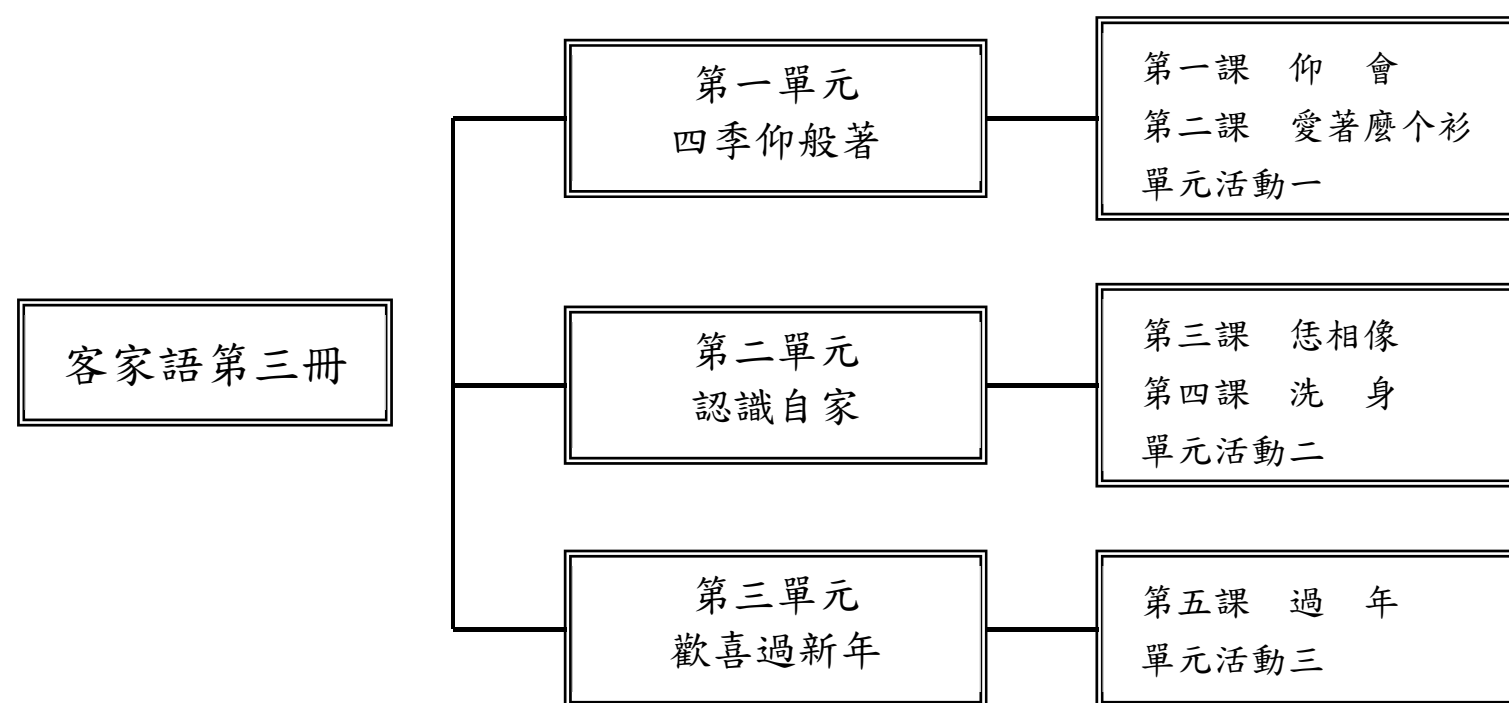 客家語第三冊
第一單元
四季仰般著
第一課　仰　會
第二課　愛著麼个衫
單元活動一
第二單元
認識自家
第三課　恁相像
第四課　洗　身
單元活動二
第三單元
歡喜過新年
第五課　過　年
單元活動三